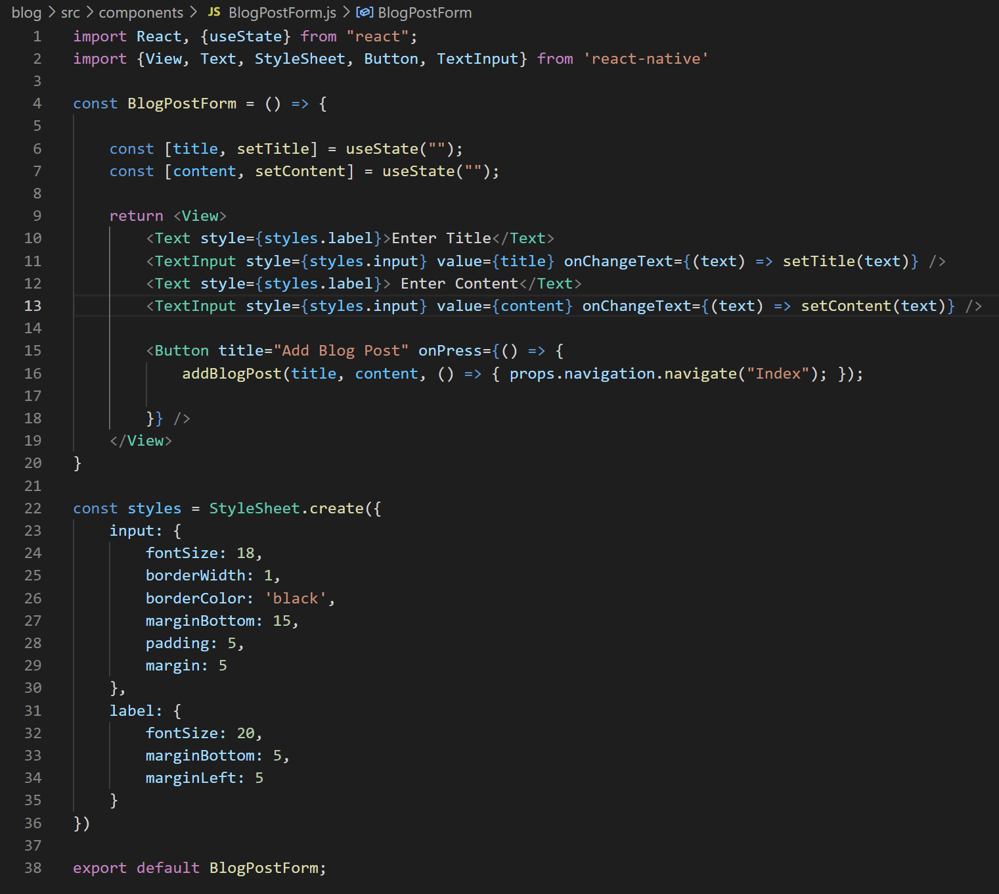 blog > src > components > JS BlogPostForm.js > BlogPostForm
1 import React, {useState} from "react";
2 import {View, Text, StyleSheet, Button, TextInput} from 'react-native'
3
4 const BlogPostForm = () => {
5
6     const [title, setTitle] = useState("");
7     const [content, setContent] = useState("");
8
9     return <View>
10         <Text style={styles.label}>Enter Title</Text>
11         <TextInput style={styles.input} value={title} onChangeText={(text) => setTitle(text)} />
12         <Text style={styles.label}> Enter Content</Text>
13         <TextInput style={styles.input} value={content} onChangeText={(text) => setContent(text)} />
14
15         <Button title="Add Blog Post" onPress={() => {
16             addBlogPost(title, content, () => { props.navigation.navigate("Index"); });
17
18         }} />
19     </View>
20 }
21
22 const styles = StyleSheet.create({
23     input: {
24         fontSize: 18,
25         borderWidth: 1,
26         borderColor: 'black',
27         marginBottom: 15,
28         padding: 5,
29         margin: 5
30     },
31     label: {
32         fontSize: 20,
33         marginBottom: 5,
34         marginLeft: 5
35     }
36 })
37
38 export default BlogPostForm;